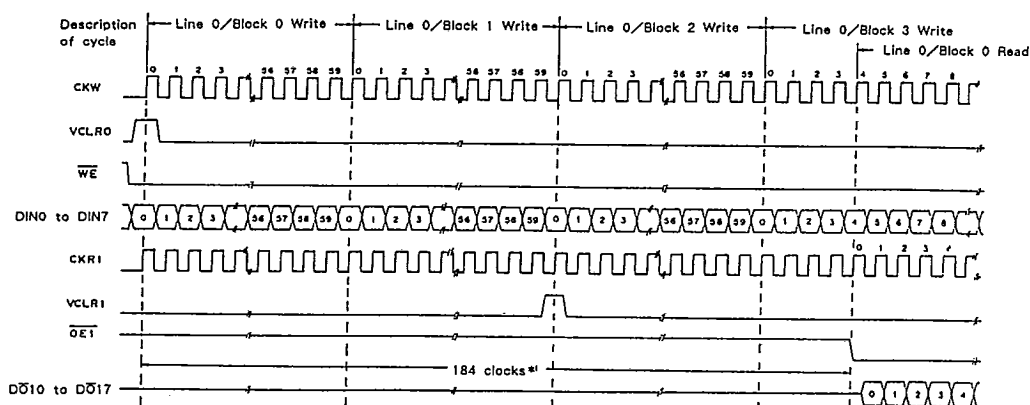 Description of cycle
Line 0/Block 0 Write
Line 0/Block 1 Write
Line 0/Block 2 Write
Line 0/Block 3 Write
Line 0/Block 0 Read
CKW
0 1 2 3 56 57 58 59 0 1 2 3 56 57 58 59 0 1 2 3 56 57 58 59 0 1 2 3 4 5 6 7 8
VCLR0
WE
DIN0 to DIN7
0 1 2 3 56 57 58 59 0 1 2 3 56 57 58 59 0 1 2 3 56 57 58 59 0 1 2 3 4 5 6 7 8
CKR1
0 1 2 3 4
VCLR1
OE1
184 clocks*1
DO10 to DO17
0 1 2 3 4